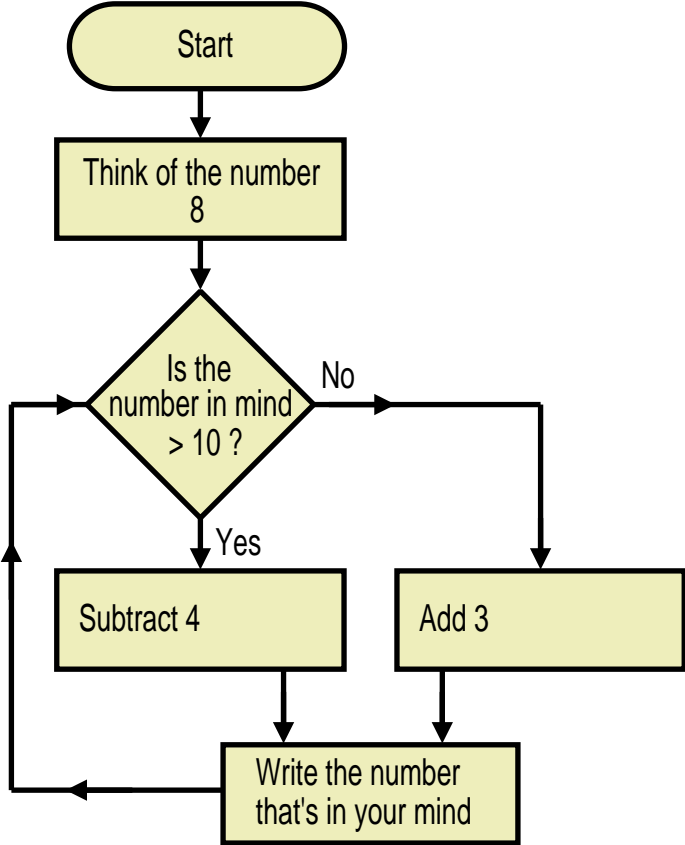 Start
Think of the number
8
Is the
number in mind
> 10 ?
No
Yes
Subtract 4
Add 3
Write the number
that's in your mind